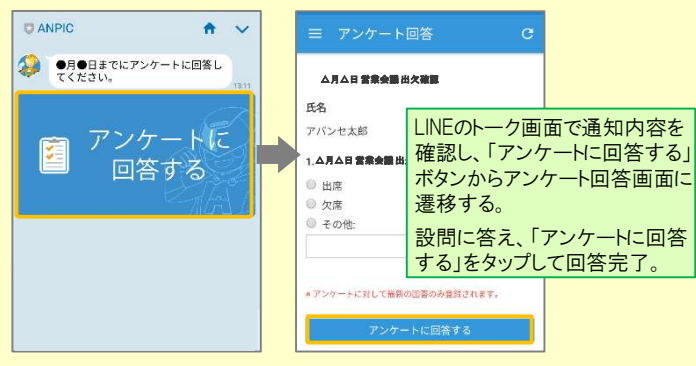 ANPIC
●月●日までにアンケートに回答し
てください。
13:11
アンケートに
回答する
アンケート回答
△月△日 営業会議 出欠確認
氏名
アバンセ太郎
1.△月△日 営業会議 出
出席
欠席
その他:
※アンケートに対して最新の回答のみ登録されます。
アンケートに回答する
LINEのトーク画面で通知内容を
確認し、「アンケートに回答する」
ボタンからアンケート回答画面に
遷移する。
設問に答え、「アンケートに回答
する」をタップして回答完了。